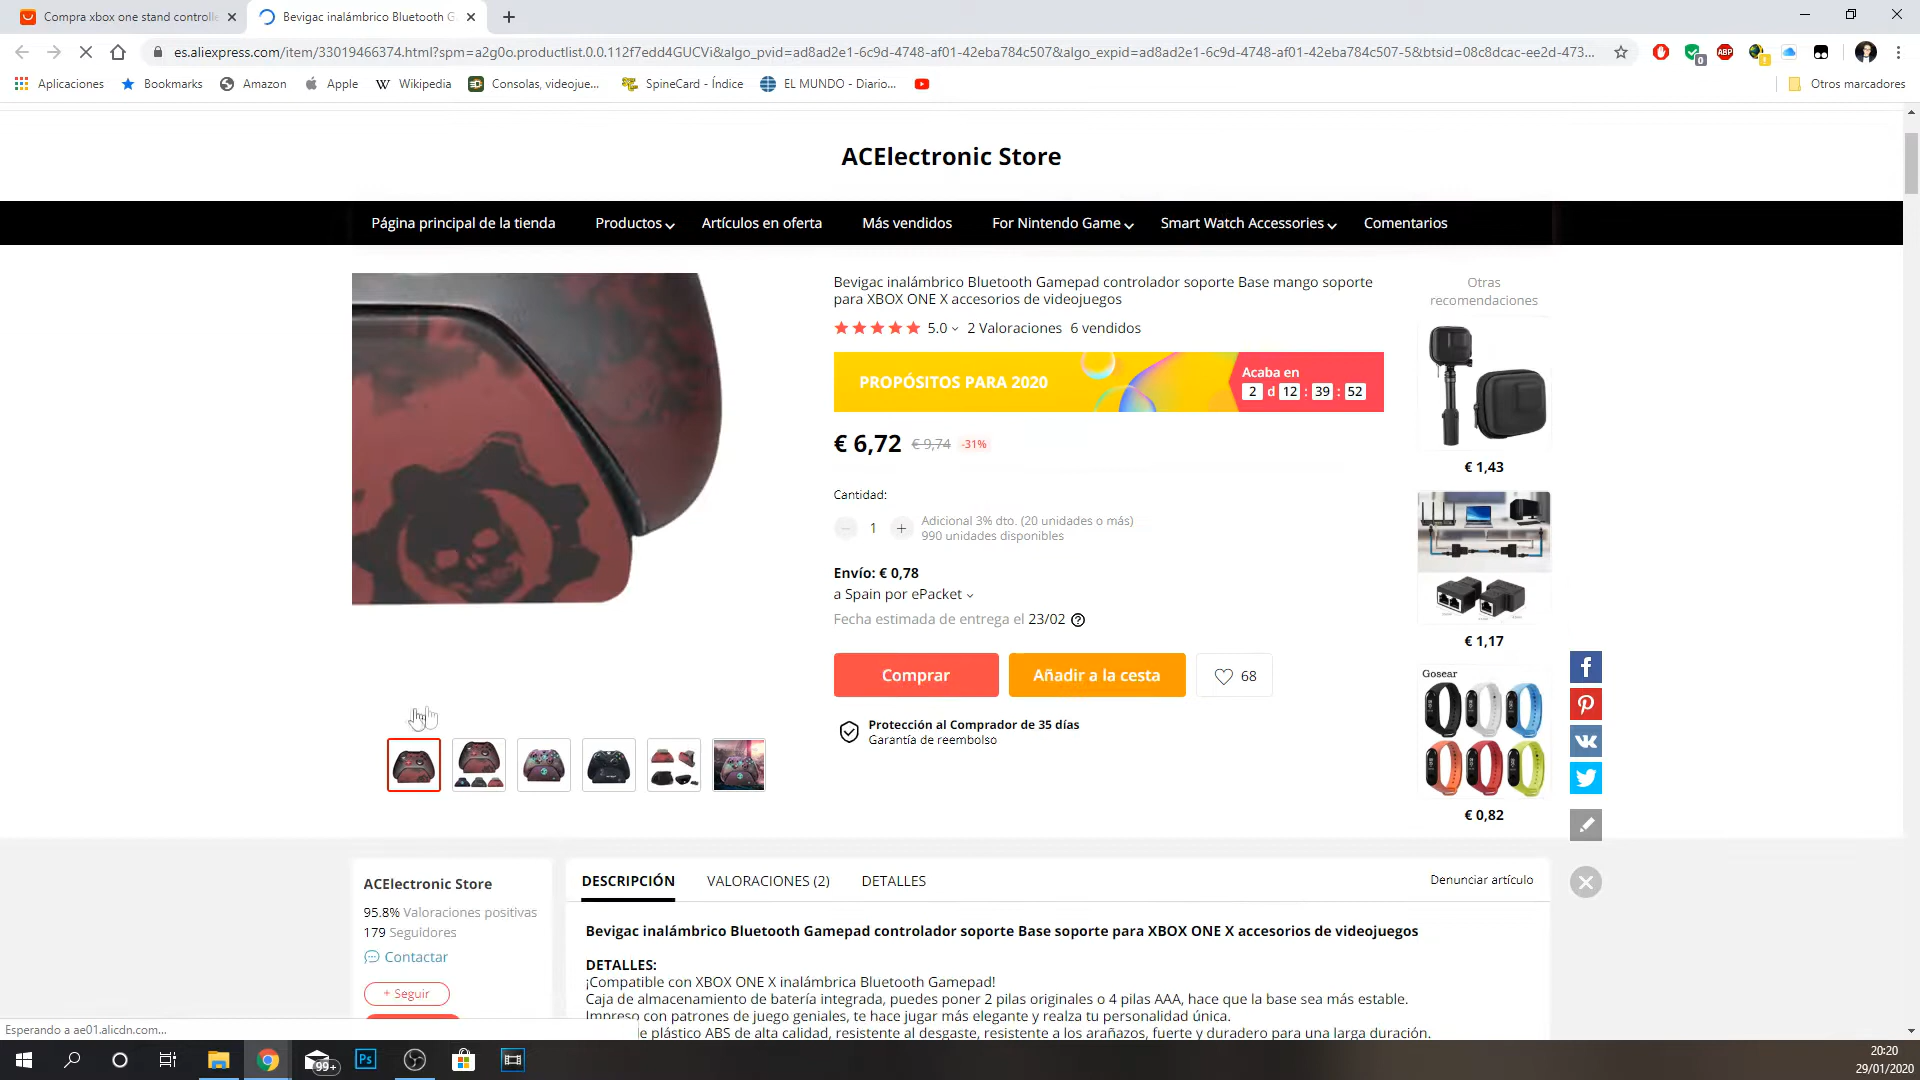 Compra xbox one stand controlle
Bevigac inalámbrico Bluetooth G
es.aliexpress.com/item/33019466374.html?spm=a2g0o.productlist.0.0.112f7edd4GUCVi&algo_pvid=ad8ad2e1-6c9d-4748-af01-42eba784c507&algo_expid=ad8ad2e1-6c9d-4748-af01-42eba784c507-5&btsid=08c8dcac-ee2d-473...
0
ABP
Aplicaciones
Bookmarks
Amazon
Apple
Wikipedia
Consolas, videojue...
SpineCard - Índice
EL MUNDO - Diario...
Otros marcadores
ACElectronic Store
Página principal de la tienda
Productos
Artículos en oferta
Más vendidos
For Nintendo Game
Smart Watch Accessories
Comentarios
Bevigac inalámbrico Bluetooth Gamepad controlador soporte Base mango soporte
para XBOX ONE X accesorios de videojuegos
5.0 2 Valoraciones 6 vendidos
PROPÓSITOS PARA 2020
Acaba en
2 d 12 : 39 : 52
€ 6,72 € 9,74 -31%
Cantidad:
− 1 +
Adicional 3% dto. (20 unidades o más)
990 unidades disponibles
Envío: € 0,78
a Spain por ePacket
Fecha estimada de entrega el 23/02 ?
Comprar
Añadir a la cesta
68
Protección al Comprador de 35 días
Garantía de reembolso
Otras
recomendaciones
€ 1,43
€ 1,17
Gosear
€ 0,82
ACElectronic Store
95.8% Valoraciones positivas
179 Seguidores
Contactar
+ Seguir
DESCRIPCIÓN
VALORACIONES (2)
DETALLES
Denunciar artículo
Bevigac inalámbrico Bluetooth Gamepad controlador soporte Base soporte para XBOX ONE X accesorios de videojuegos
DETALLES:
¡Compatible con XBOX ONE X inalámbrica Bluetooth Gamepad!
Caja de almacenamiento de batería integrada, puedes poner 2 pilas originales o 4 pilas AAA, hace que la base sea más estable.
Impreso con patrones de juego geniales, te hace jugar más elegante y realza tu personalidad única.
e plástico ABS de alta calidad, resistente al desgaste, resistente a los arañazos, fuerte y duradero para una larga duración.
Esperando a ae01.alicdn.com...
99+
Ps
20:20
29/01/2020